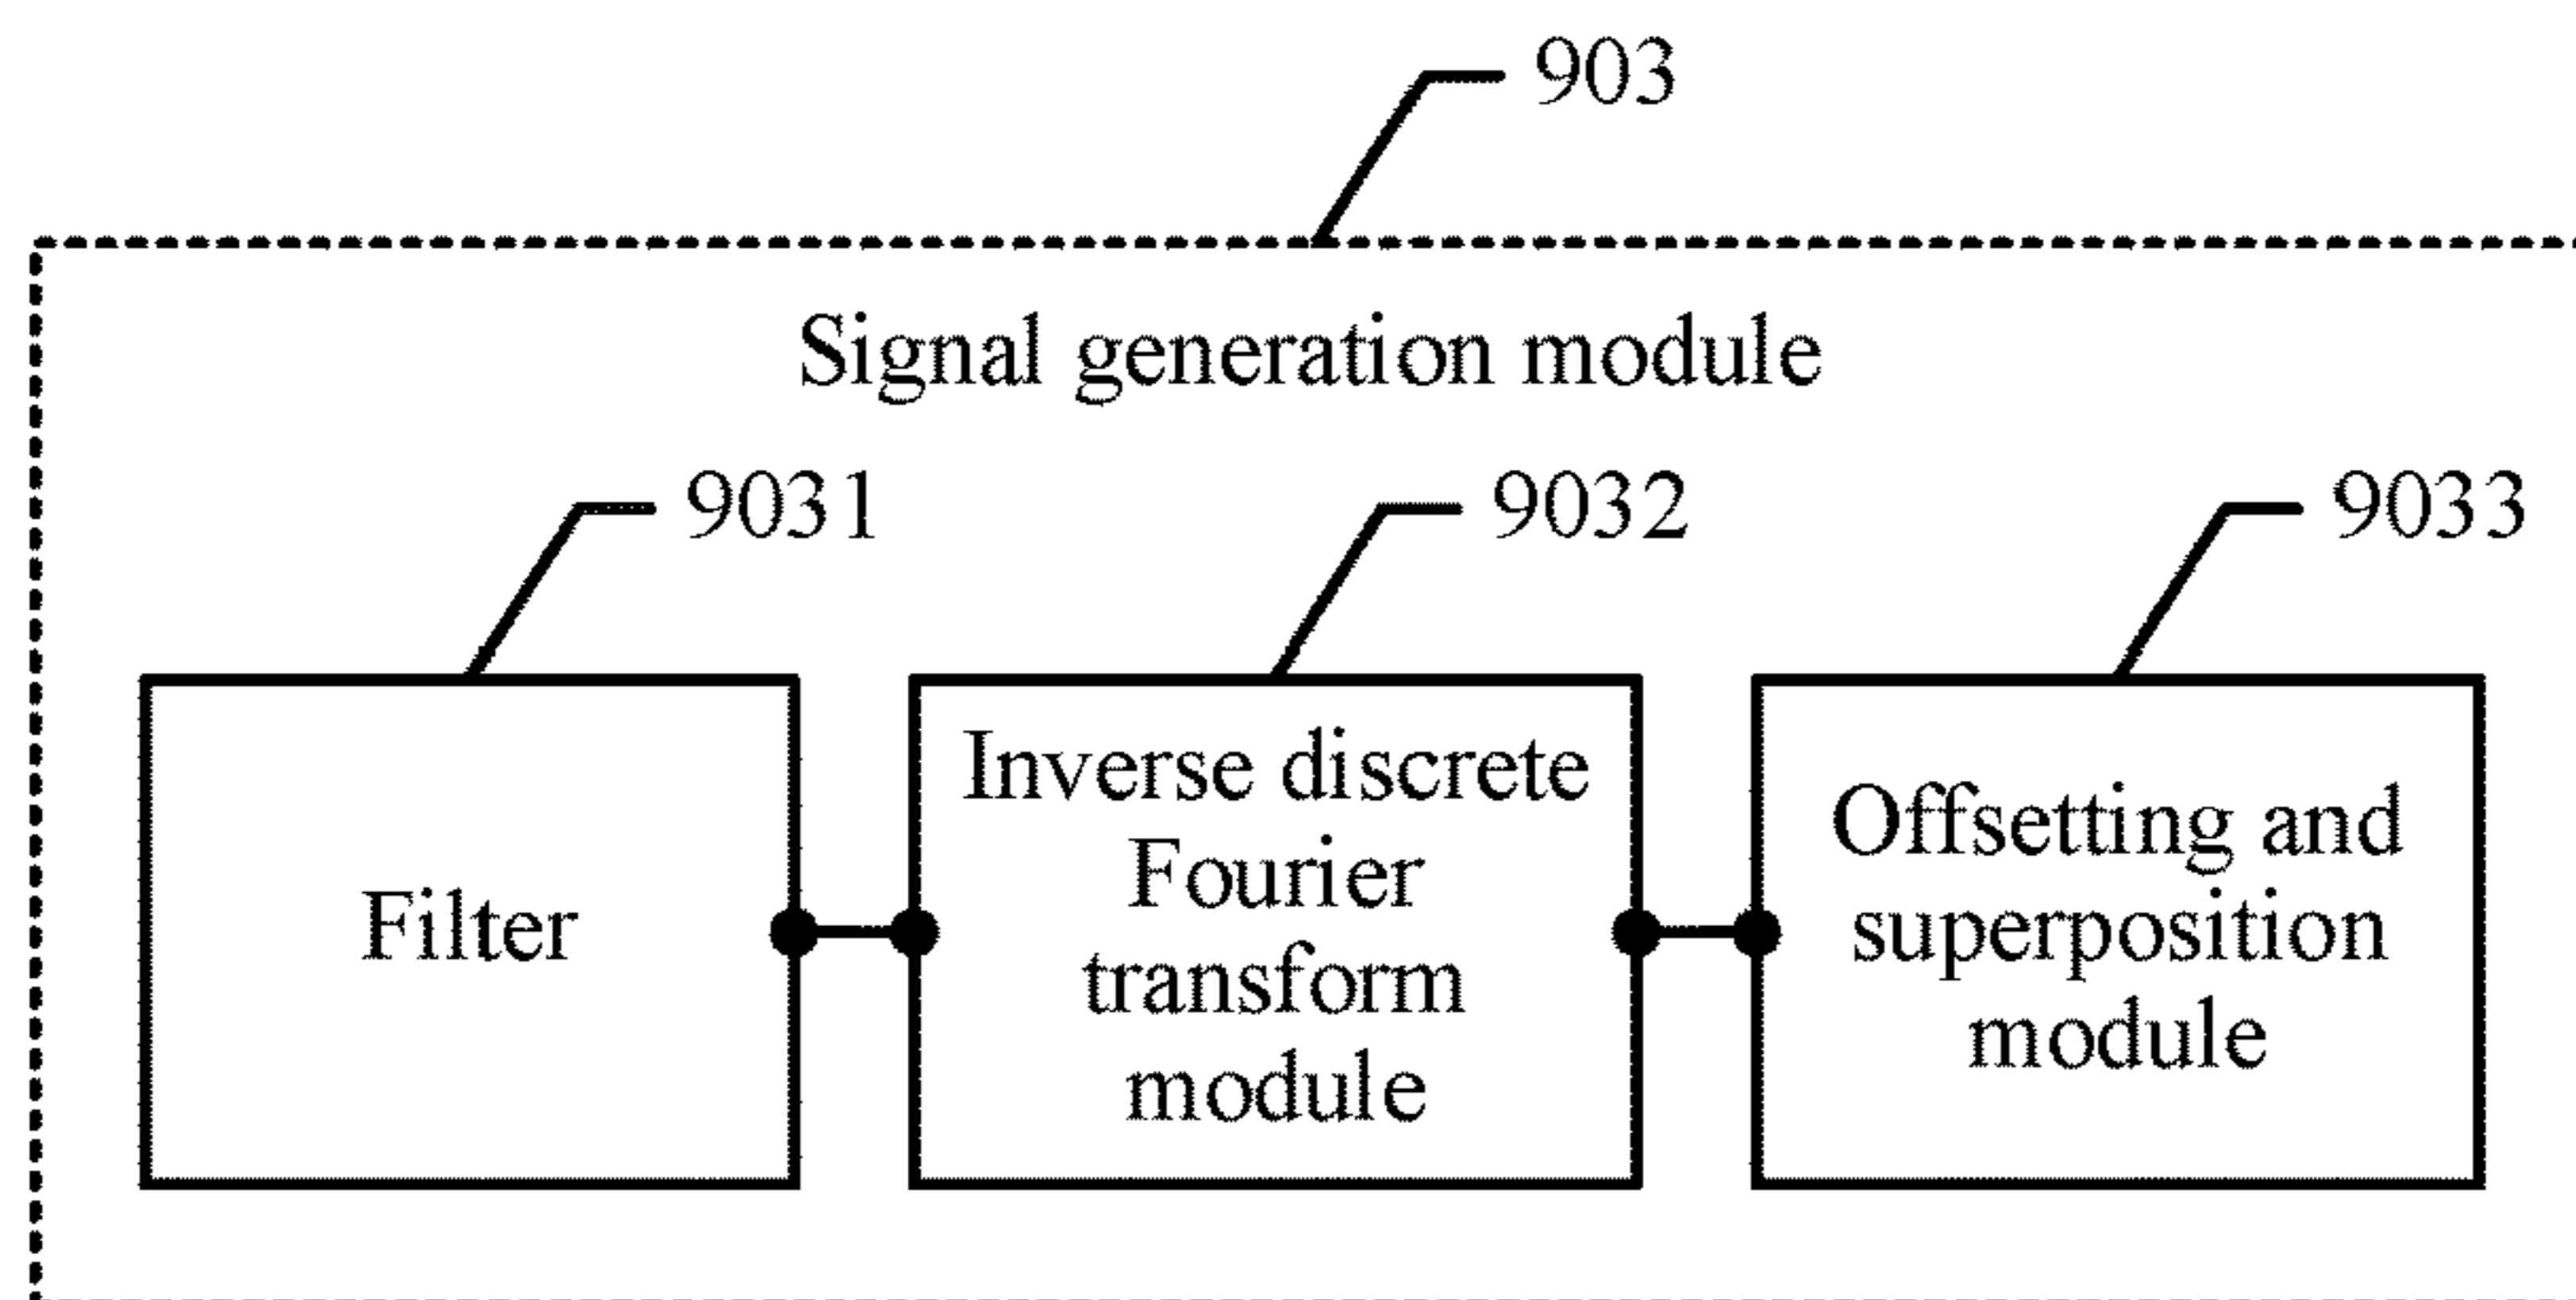 903
Signal generation module
9031
9032
9033
Filter
Inverse discrete
Fourier
transform
module
Offsetting and
superposition
module